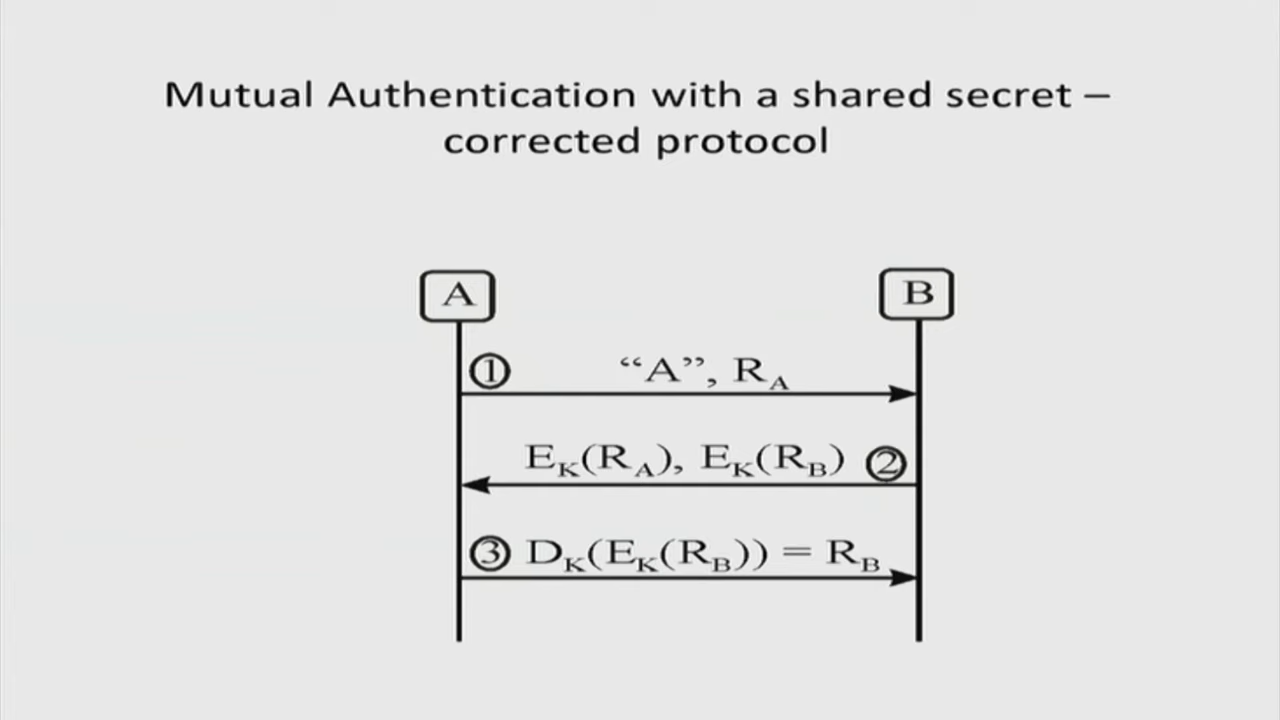 Mutual Authentication with a shared secret –
corrected protocol
A
B
① “A”, R_A
E_K(R_A), E_K(R_B) ②
③ D_K(E_K(R_B)) = R_B